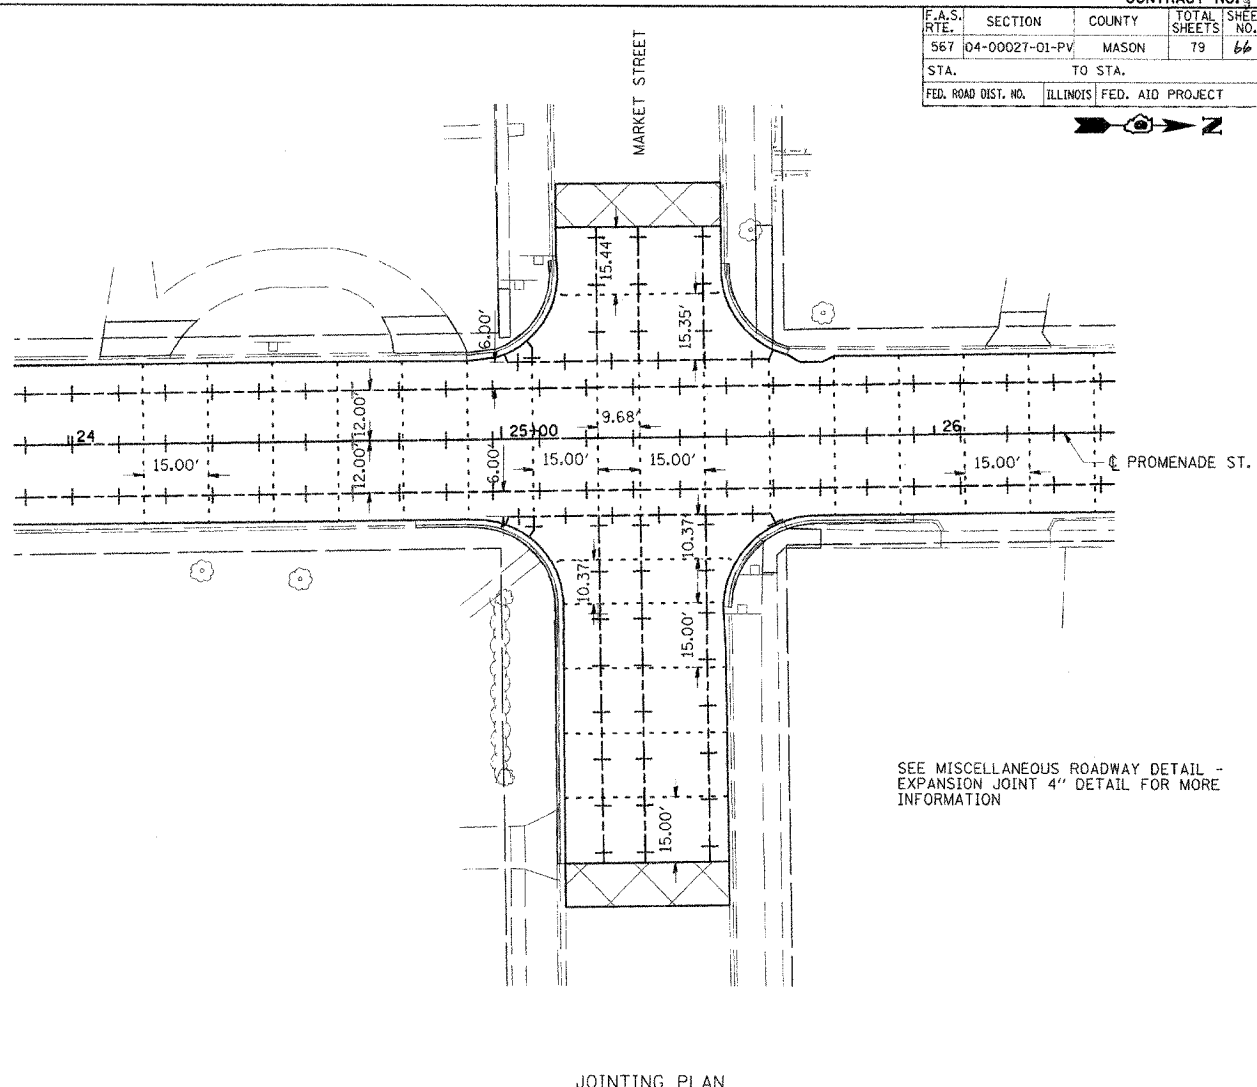 CONTRACT NO.
F.A.S. RTE. SECTION COUNTY TOTAL SHEETS SHEE NO.
567 04-00027-01-PV MASON 79 66
STA. TO STA.
FED. ROAD DIST. NO. ILLINOIS FED. AID PROJECT
N
MARKET STREET
15.44'
15.35'
6.00'
12.00'
12.00'
6.00'
9.68'
24
25+00
26
15.00'
15.00'
15.00'
15.00'
℄ PROMENADE ST.
10.37'
10.37'
15.00'
15.00'
SEE MISCELLANEOUS ROADWAY DETAIL -
EXPANSION JOINT 4" DETAIL FOR MORE
INFORMATION
JOINTING PLAN